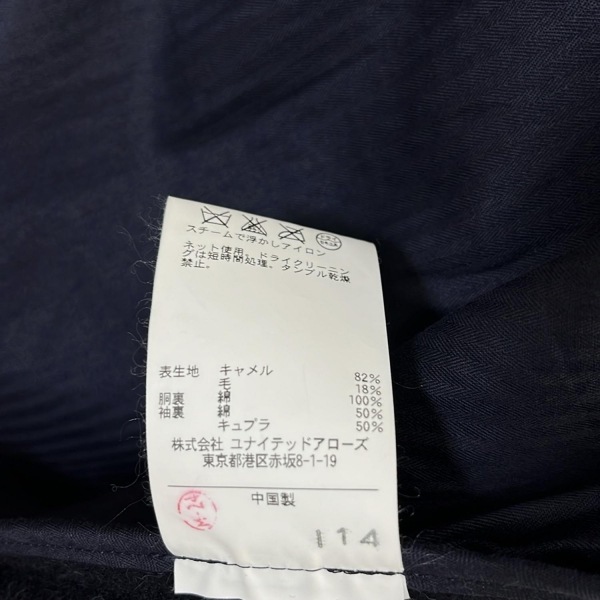 スチームで浮かしアイロン
ネット使用。ドライクリーニン
グは短時間処理。タンブル乾燥
禁止。
表生地 キャメル 82%
毛 18%
胴裏 綿 100%
袖裏 綿 50%
キュプラ 50%
株式会社 ユナイテッドアローズ
東京都港区赤坂8-1-19
中国製
114